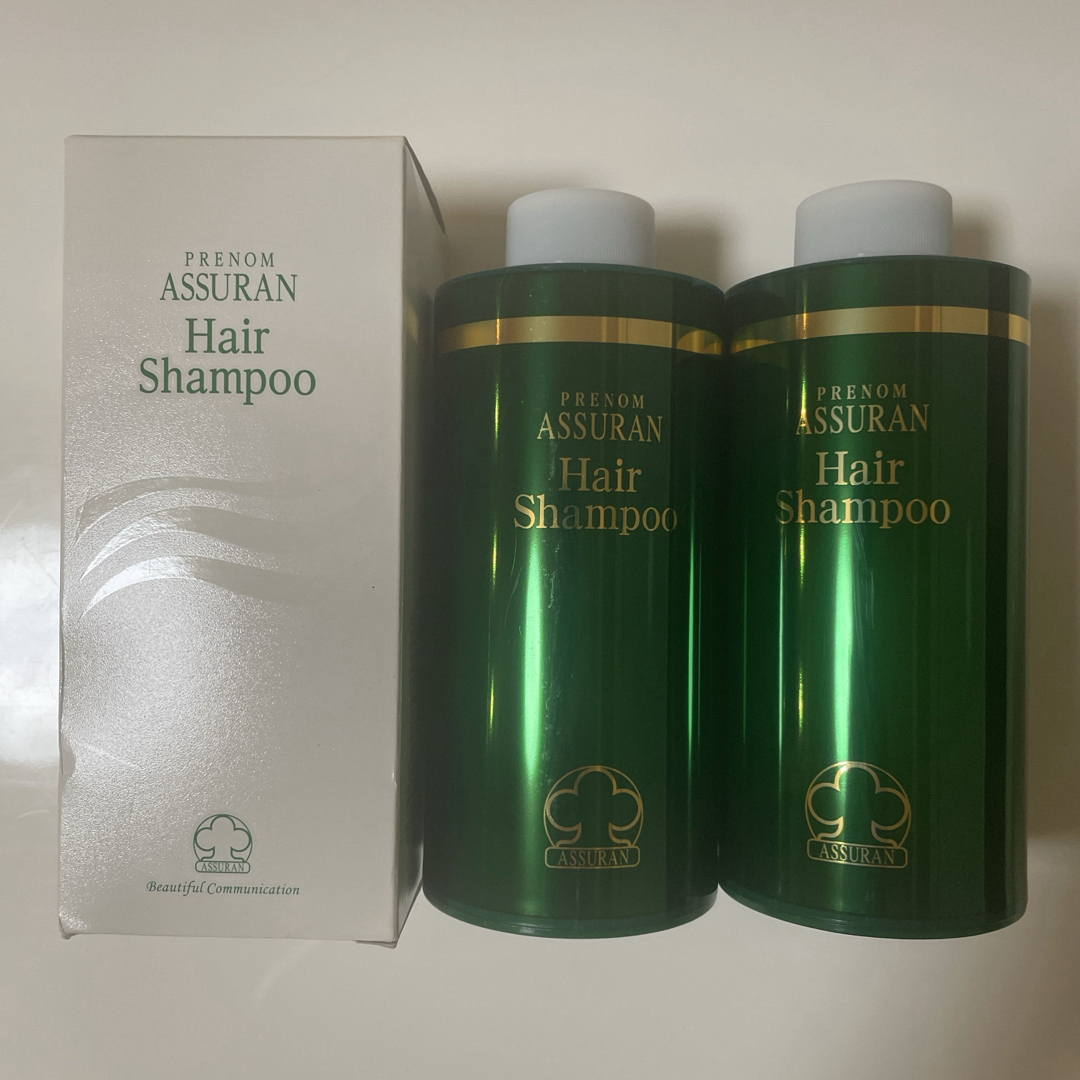 PRENOM
ASSURAN
Hair
Shampoo
ASSURAN
Beautiful Communication
PRENOM
ASSURAN
Hair
Shampoo
ASSURAN
PRENOM
ASSURAN
Hair
Shampoo
ASSURAN